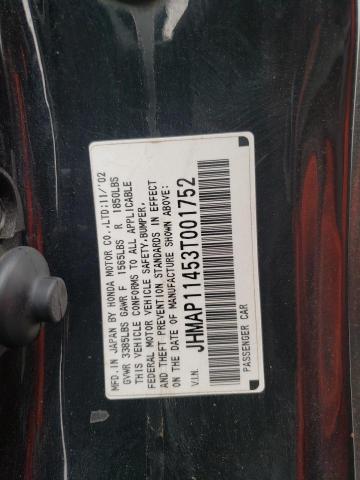 MFD.IN JAPAN BY HONDA MOTOR CO.,LTD:11/'02
GVWR 3385LBS GAWR F 1565LBS R 1850LBS
THIS VEHICLE CONFORMS TO ALL APPLICABLE
FEDERAL MOTOR VEHICLE SAFETY,BUMPER,
AND THEFT PREVENTION STANDARDS IN EFFECT
ON THE DATE OF MANUFACTURE SHOWN ABOVE.
V.I.N. JHMAP11453T001752
PASSENGER CAR